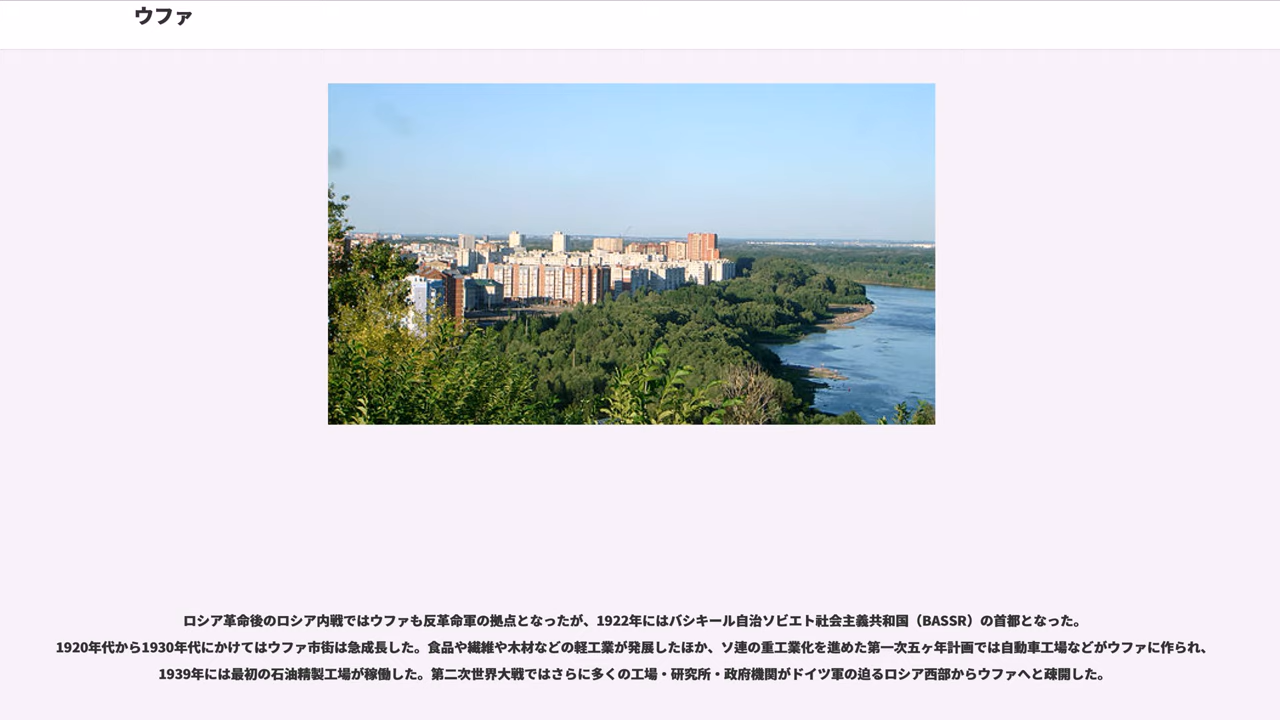 ウファ
ロシア革命後のロシア内戦ではウファも反革命軍の拠点となったが、1922年にはバシキール自治ソビエト社会主義共和国（BASSR）の首都となった。
1920年代から1930年代にかけてはウファ市街は急成長した。食品や繊維や木材などの軽工業が発展したほか、ソ連の重工業化を進めた第一次五ヶ年計画では自動車工場などがウファに作られ、
1939年には最初の石油精製工場が稼働した。第二次世界大戦ではさらに多くの工場・研究所・政府機関がドイツ軍の迫るロシア西部からウファへと疎開した。